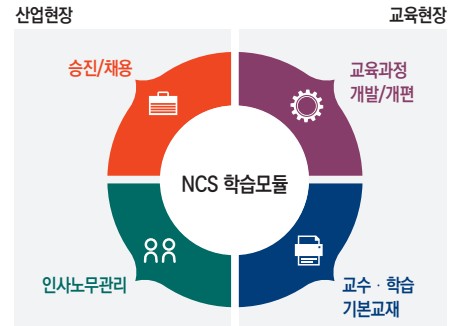 산업현장
교육현장
승진/채용
교육과정
개발/개편
NCS 학습모듈
인사노무관리
교수 · 학습
기본교재